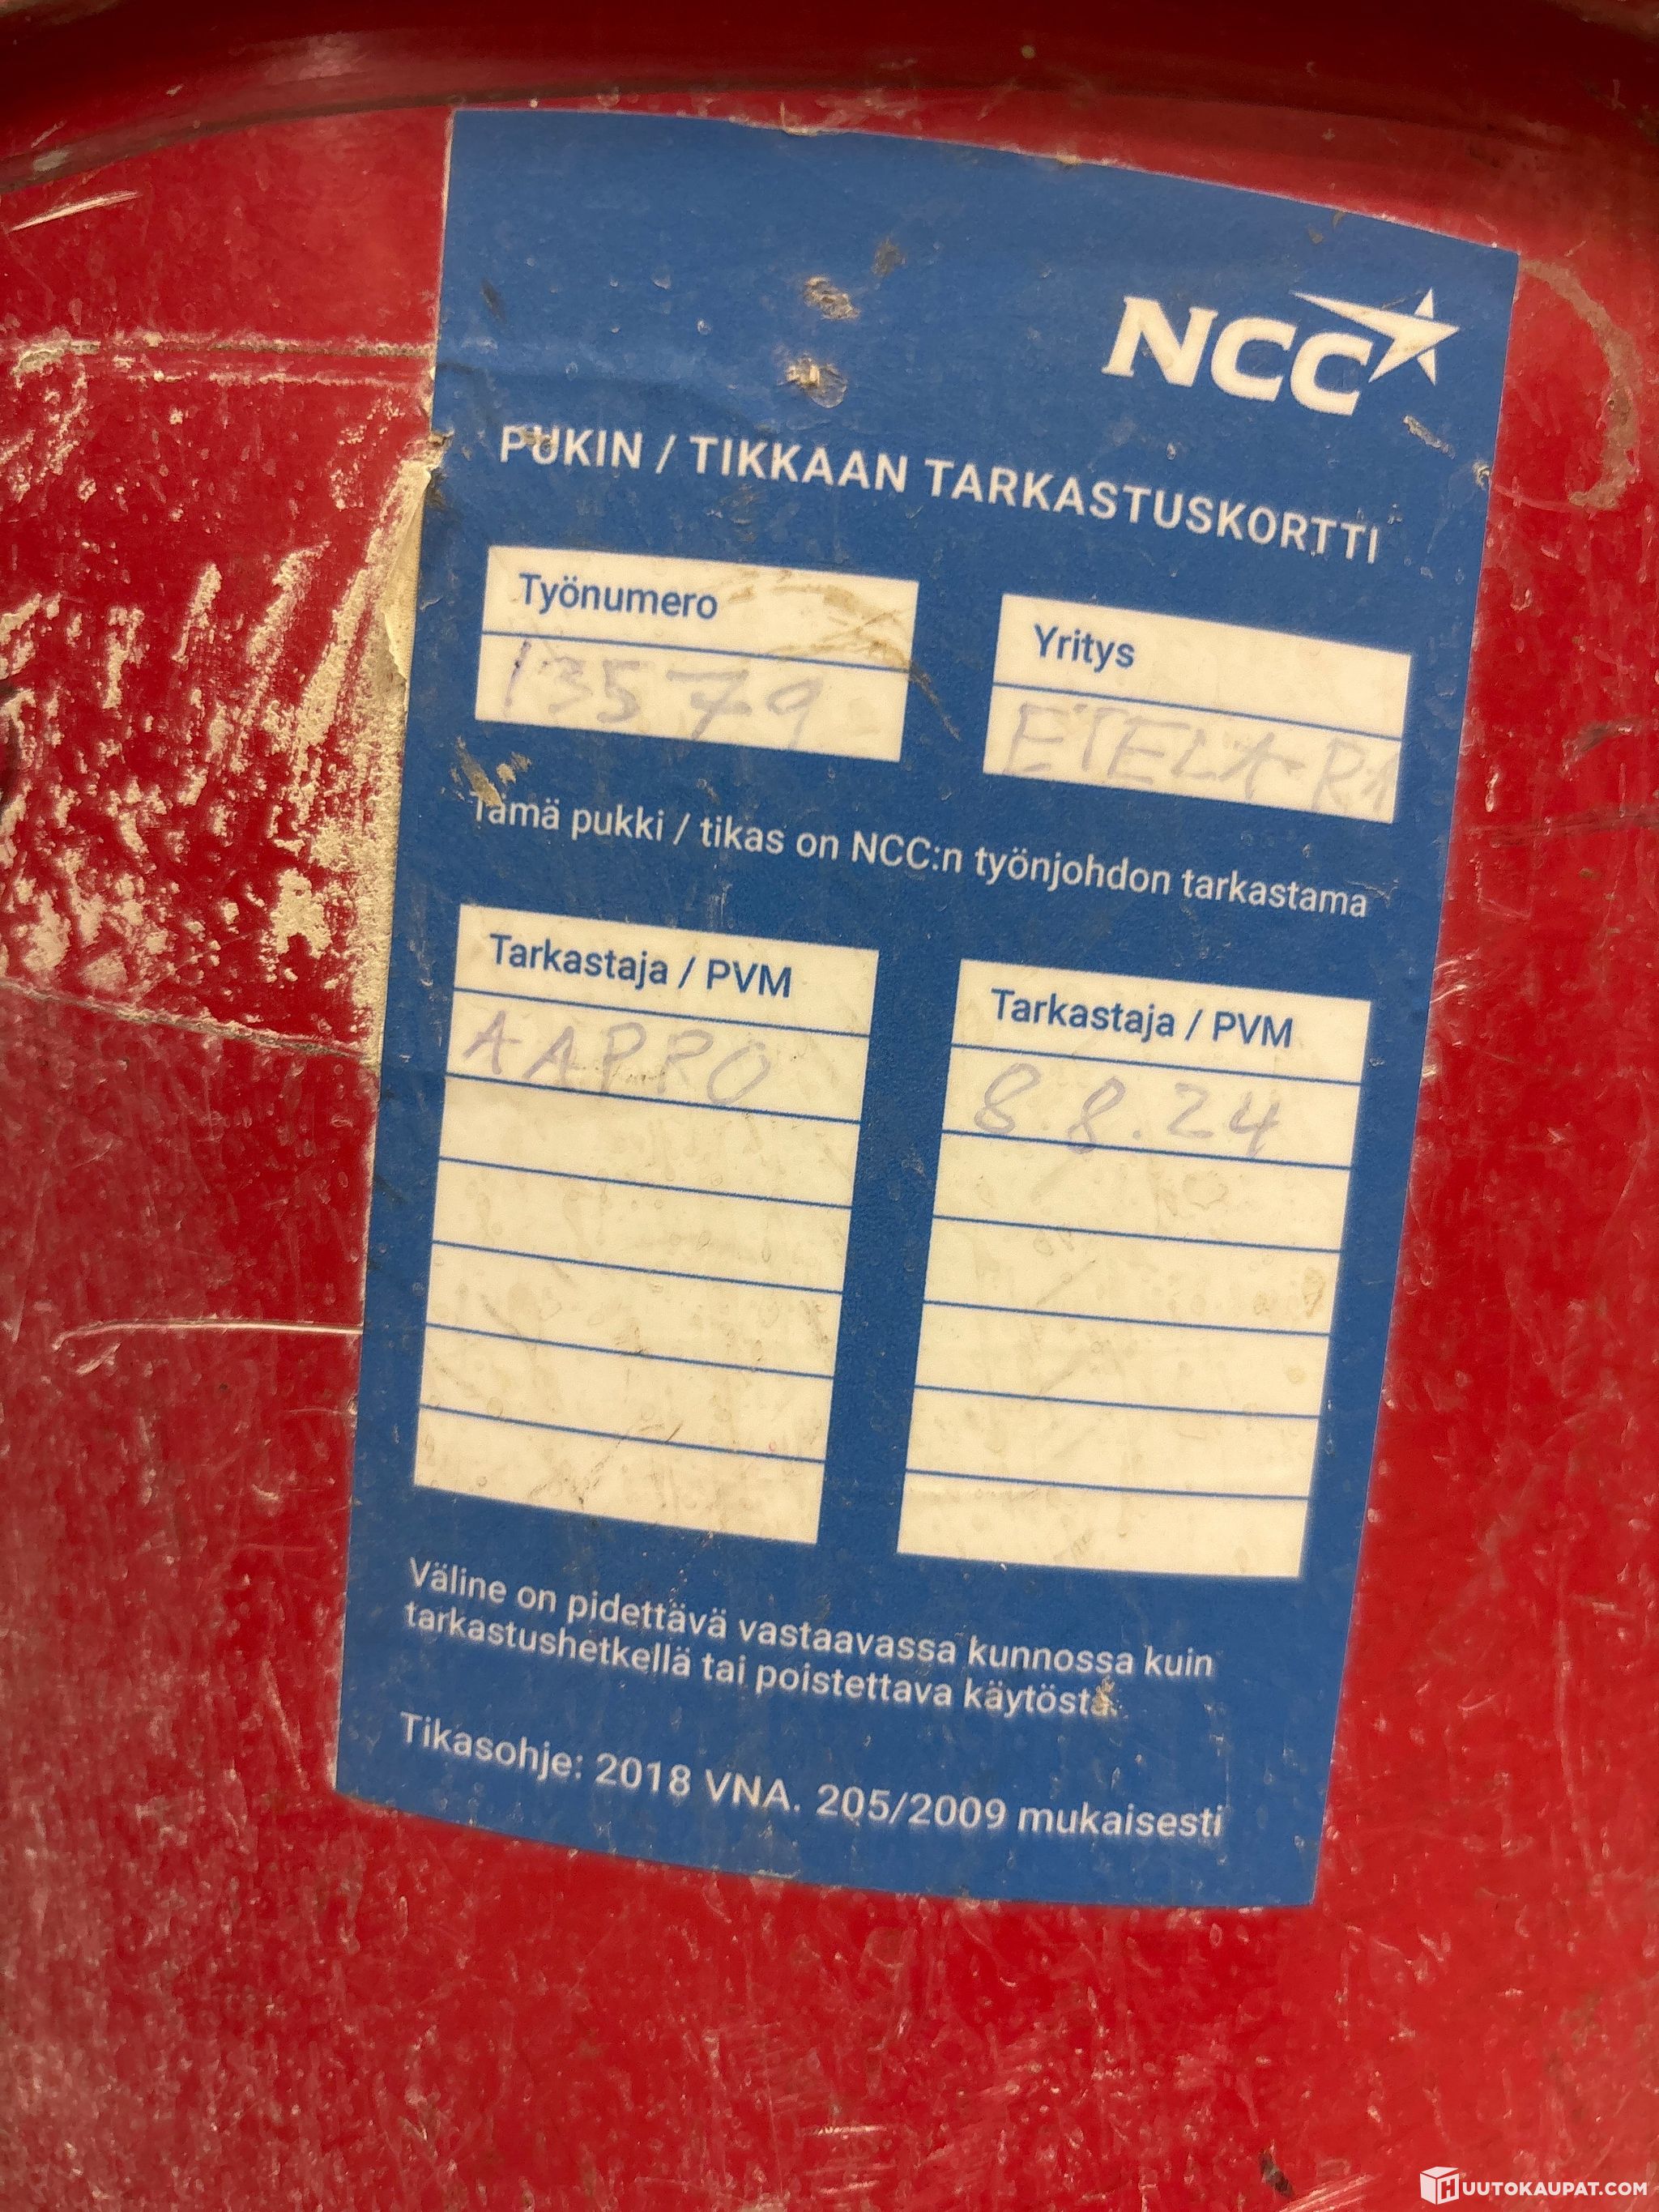 NCC
PUKIN / TIKKAAN TARKASTUSKORTTI
Työnumero
13579
Yritys
ETELÄ-RA
Tämä pukki / tikas on NCC:n työnjohdon tarkastama
Tarkastaja / PVM
AAPRO
Tarkastaja / PVM
8.8.24
Väline on pidettävä vastaavassa kunnossa kuin
tarkastushetkellä tai poistettava käytöstä.
Tikasohje: 2018 VNA. 205/2009 mukaisesti
HUUTOKAUPAT.COM